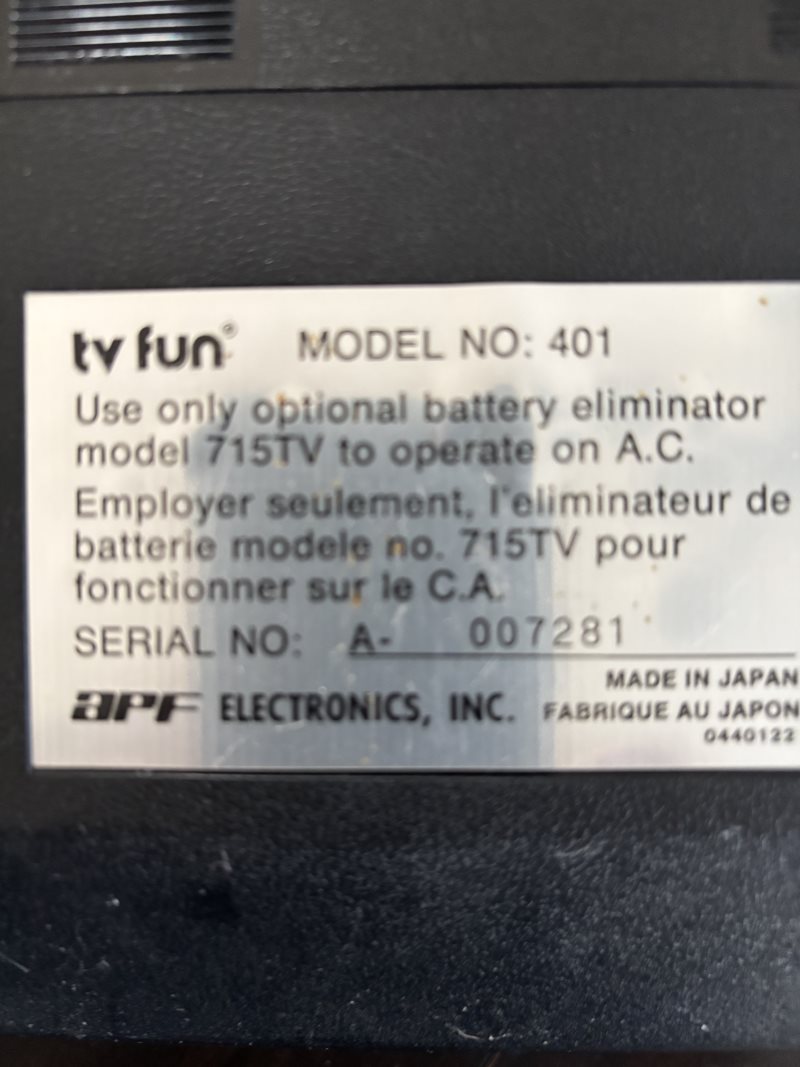 tv fun® MODEL NO: 401
Use only optional battery eliminator
model 715TV to operate on A.C.
Employer seulement, l'eliminateur de
batterie modele no. 715TV pour
fonctionner sur le C.A.
SERIAL NO: A- 007281
MADE IN JAPAN
APF ELECTRONICS, INC. FABRIQUE AU JAPON
0440122